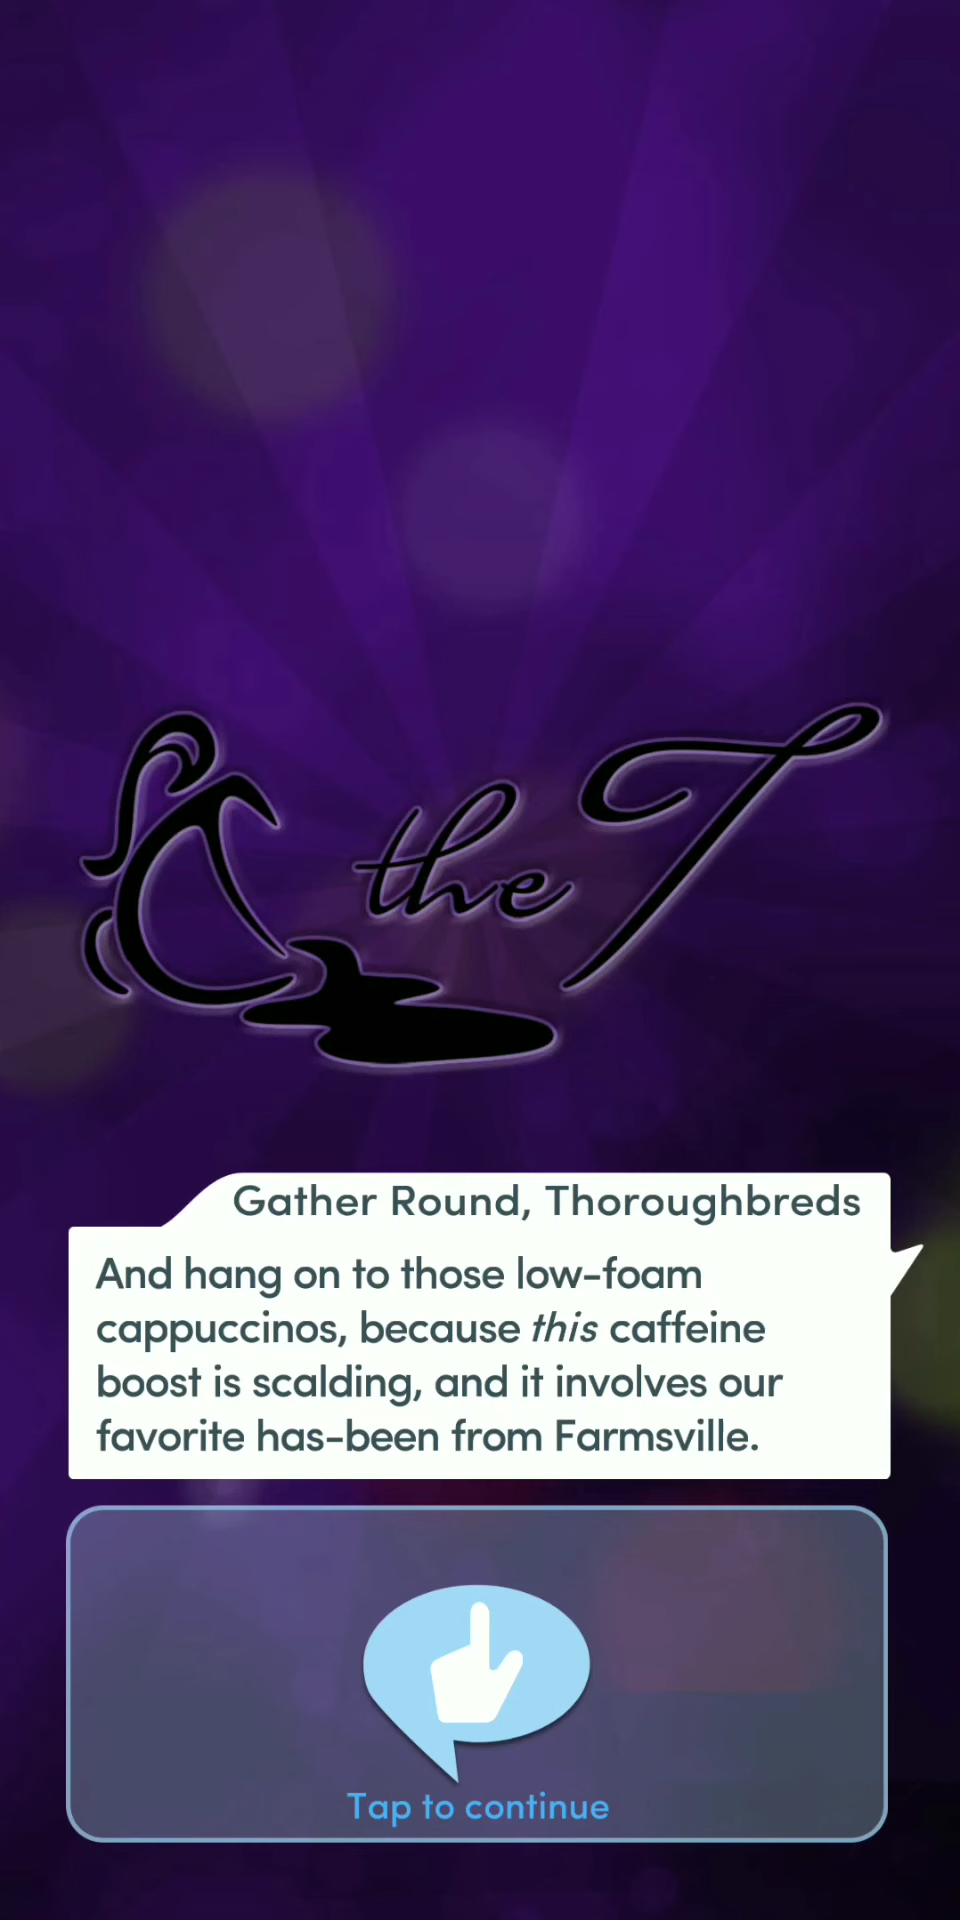 & the T
Gather Round, Thoroughbreds
And hang on to those low-foam
cappuccinos, because this caffeine
boost is scalding, and it involves our
favorite has-been from Farmsville.
Tap to continue